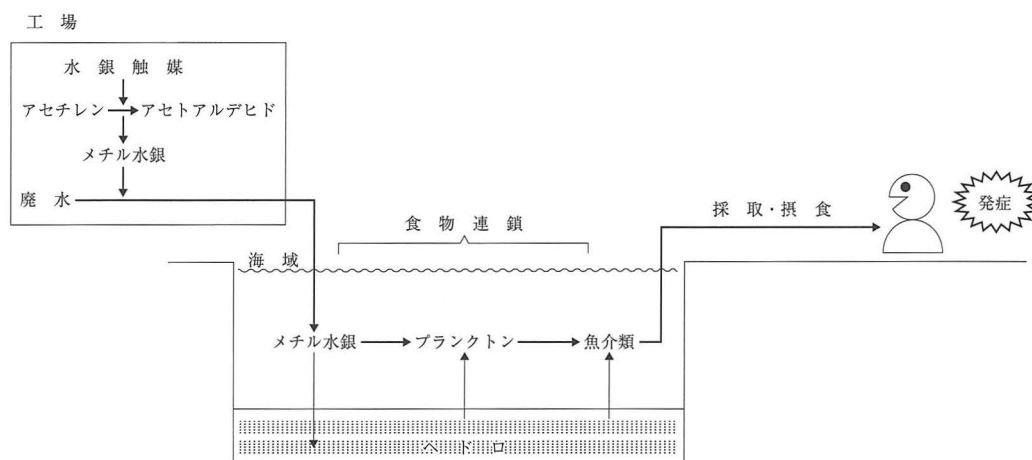 工場
水銀触媒
アセチレン アセトアルデヒド
メチル水銀
廃水
食物連鎖
採取・摂食
発症
海域
メチル水銀 プランクトン 魚介類
ヘドロ